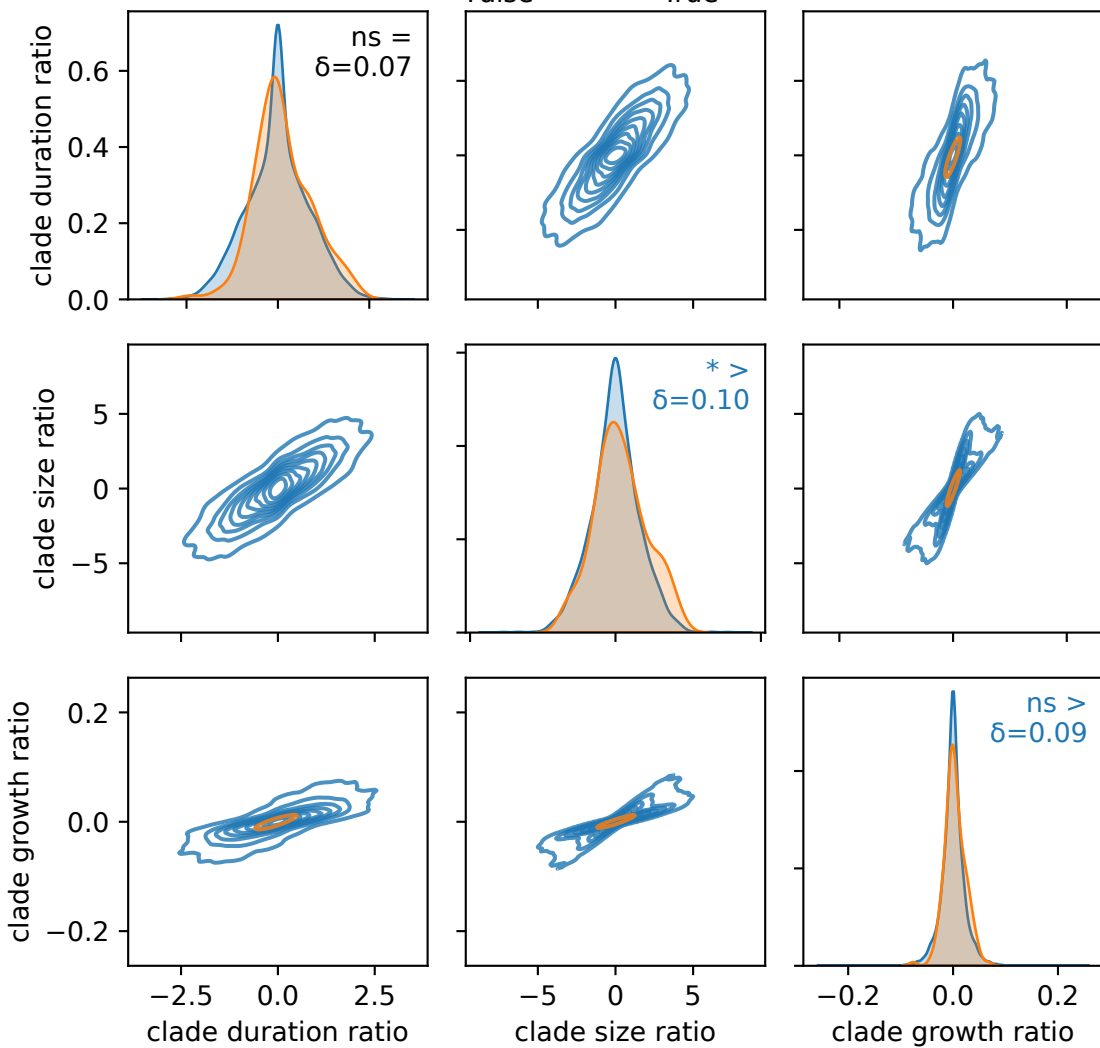 ns =
δ=0.07
clade duration ratio
0.6
0.4
0.2
0.0
* >
δ=0.10
clade size ratio
5
0
−5
ns >
δ=0.09
clade growth ratio
0.2
0.0
−0.2
−2.5 0.0 2.5
−5 0 5
−0.2 0.0 0.2
clade duration ratio
clade size ratio
clade growth ratio